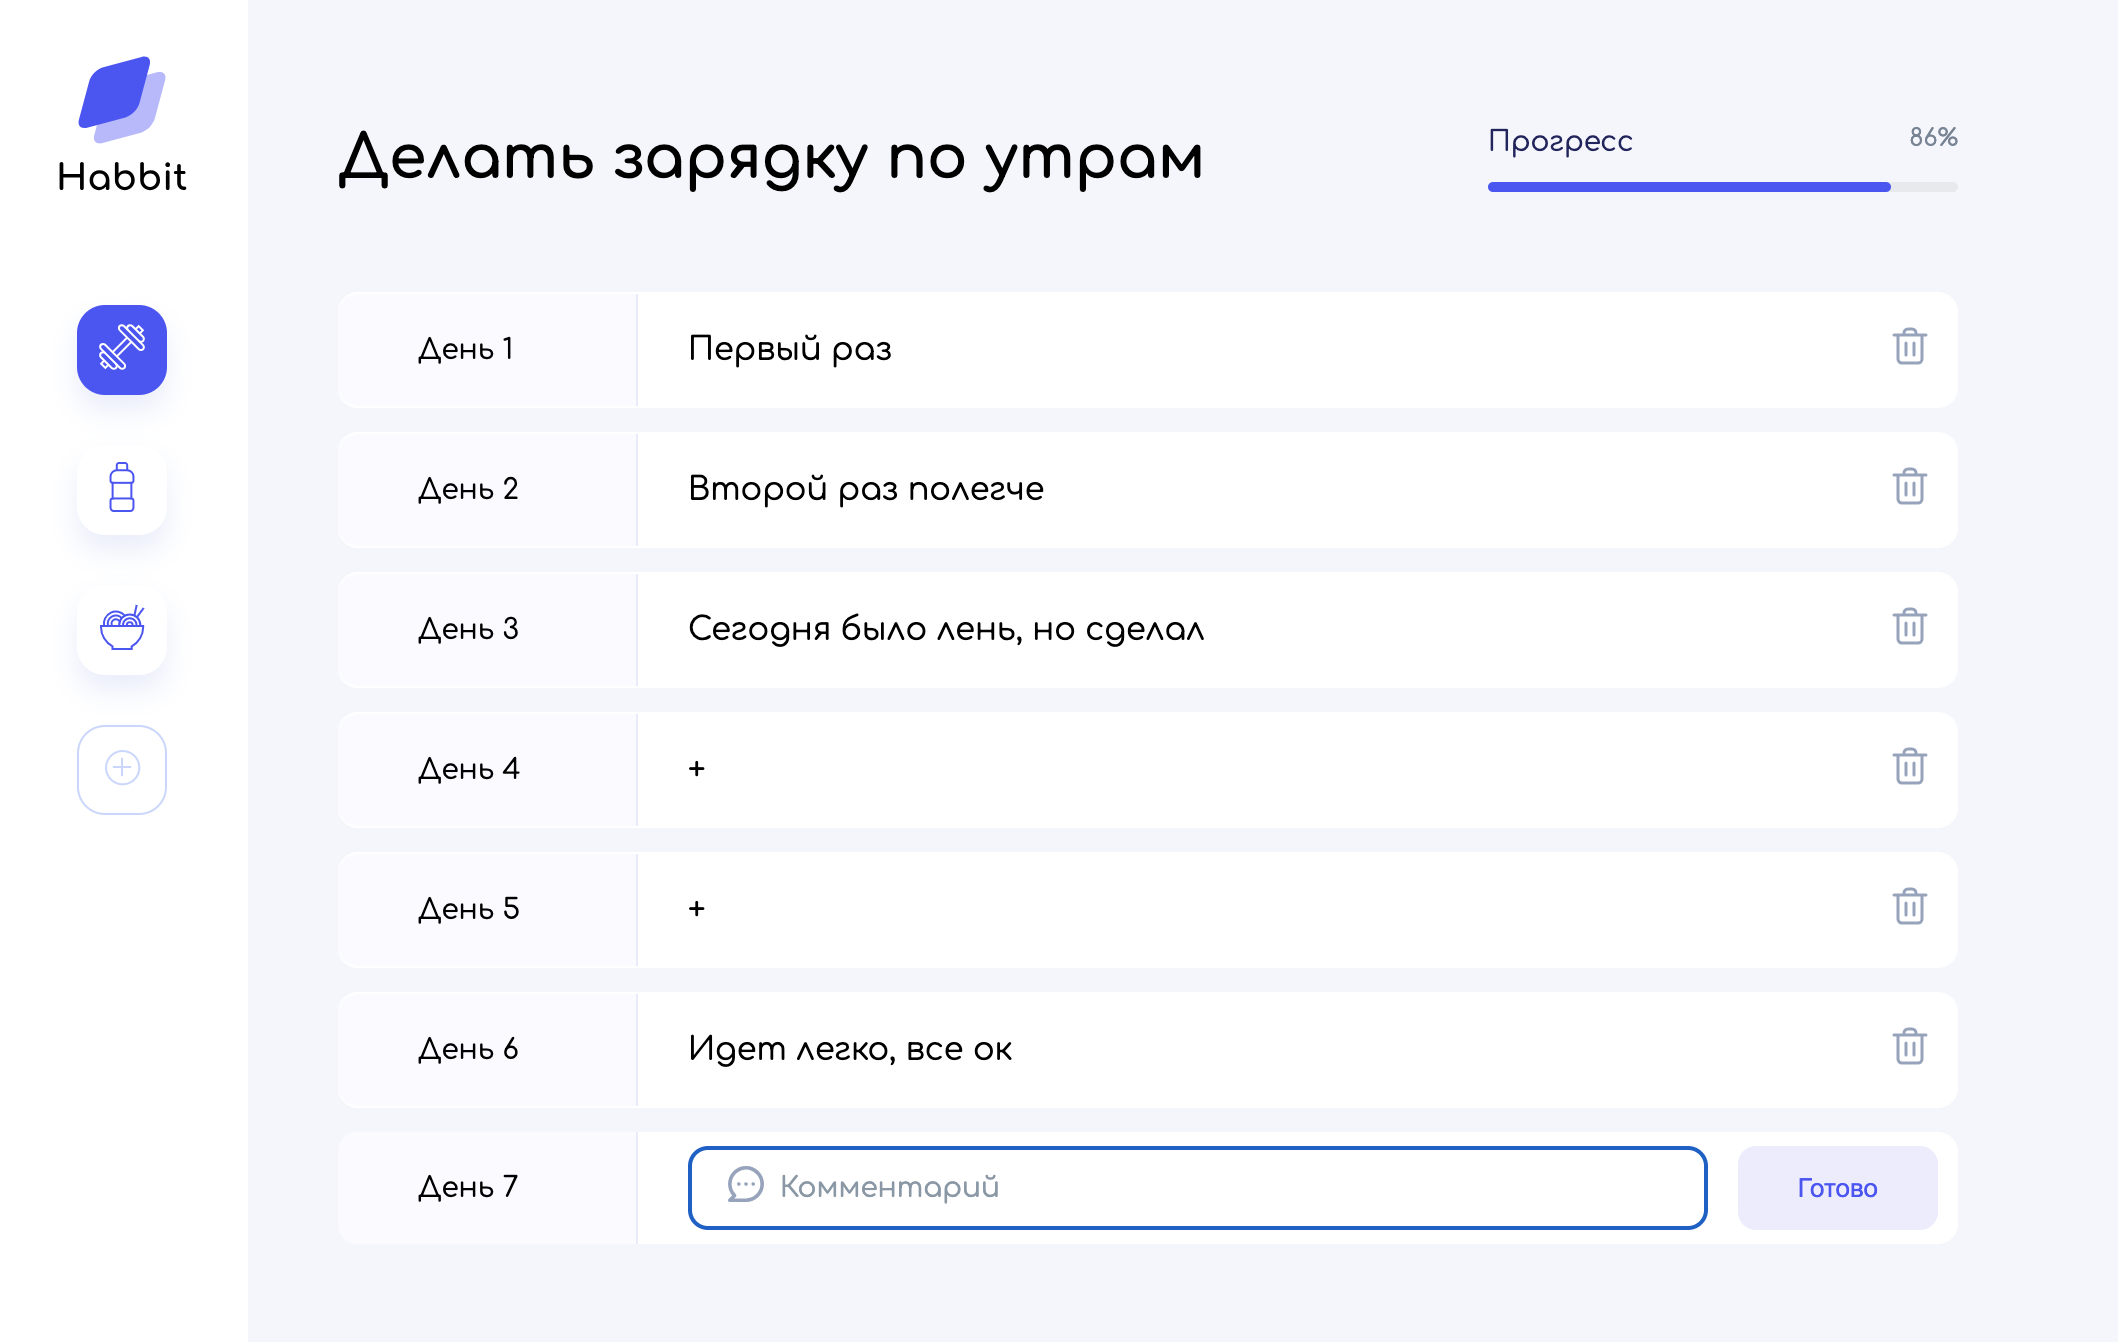 Habbit
Делать зарядку по утрам
Прогресс 86%
День 1 Первый раз
День 2 Второй раз полегче
День 3 Сегодня было лень, но сделал
День 4 +
День 5 +
День 6 Идет легко, все ок
День 7 Комментарий Готово